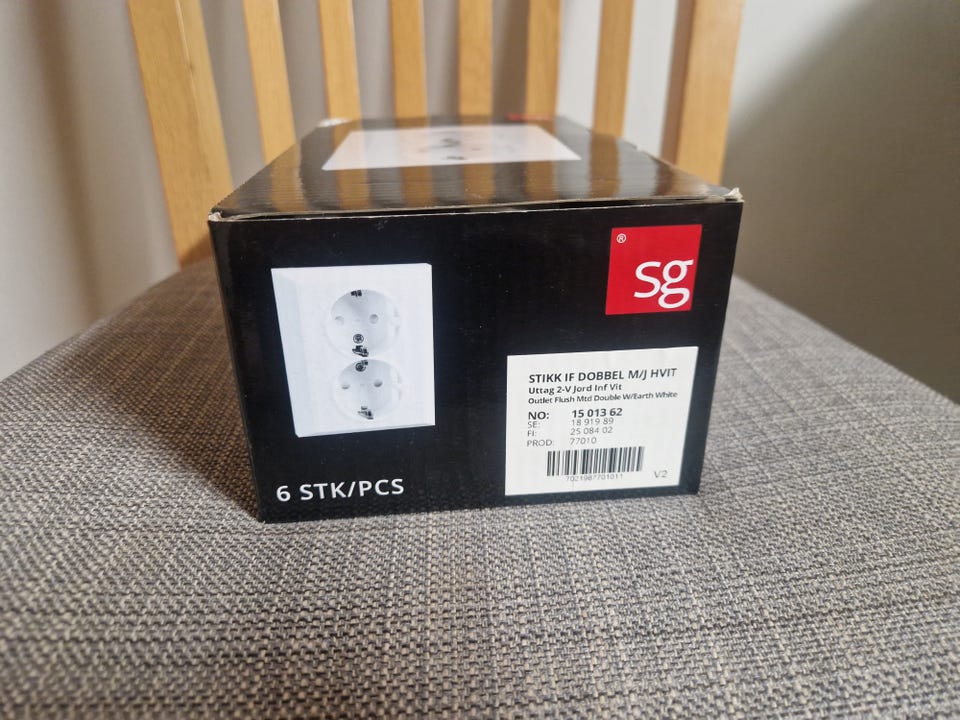 ® sg
STIKK IF DOBBEL M/J HVIT
Uttag 2-V Jord Inf Vit
Outlet Flush Mtd Double W/Earth White
NO: 15 013 62
SE: 18 919 89
FI: 25 084 02
PROD: 77010
7021987701011
V2
6 STK/PCS